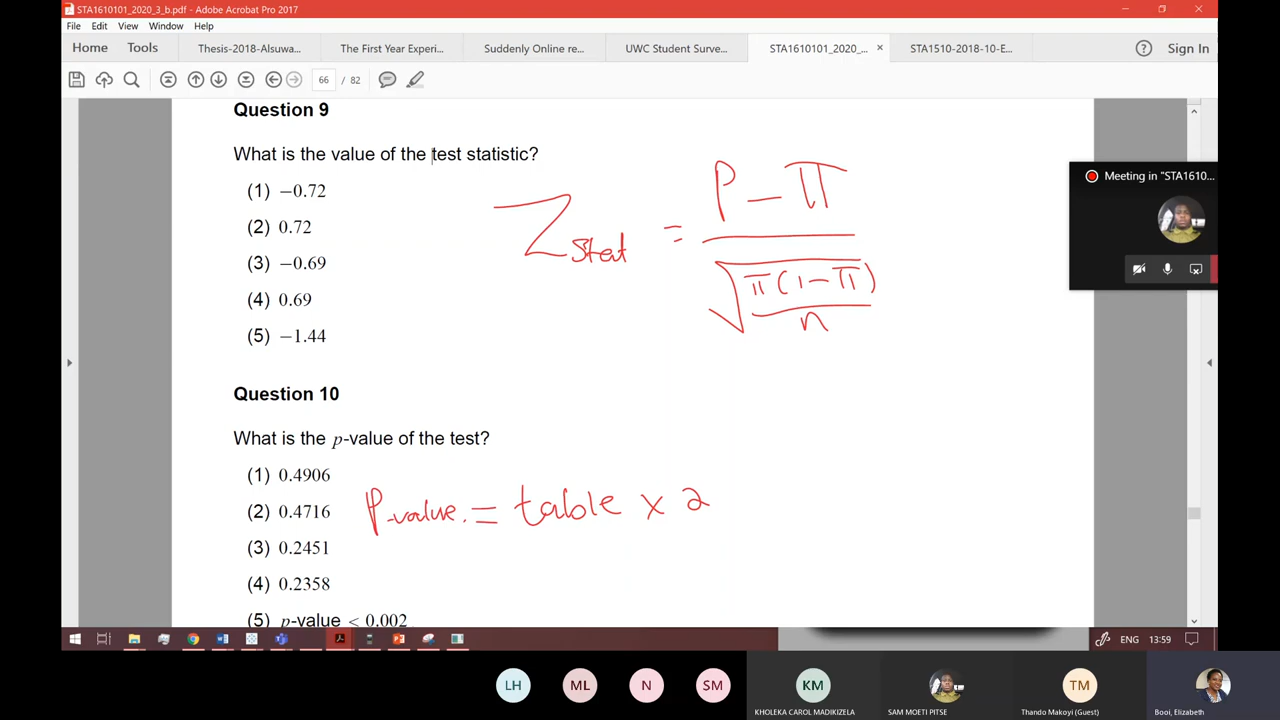 STA1610101_2020_3_b.pdf - Adobe Acrobat Pro 2017
File Edit View Window Help
Home Tools Thesis-2018-Alsuwa... The First Year Experi... Suddenly Online re... UWC Student Surve... STA1610101_2020_... × STA1510-2018-10-E... ? Sign In
66 / 82
Question 9
What is the value of the test statistic?
(1) −0.72
(2) 0.72
(3) −0.69
(4) 0.69
(5) −1.44
Zstat = P − π
π(1 − π)
n
Meeting in "STA1610...
Question 10
What is the p-value of the test?
(1) 0.4906
(2) 0.4716
(3) 0.2451
(4) 0.2358
(5) p-value < 0.002
P-value. = table x 2
ENG 13:59
LH ML N SM KM TM
KHOLEKA CAROL MADIKIZELA SAM MOETI PITSE Thando Makoyi (Guest) Booi, Elizabeth